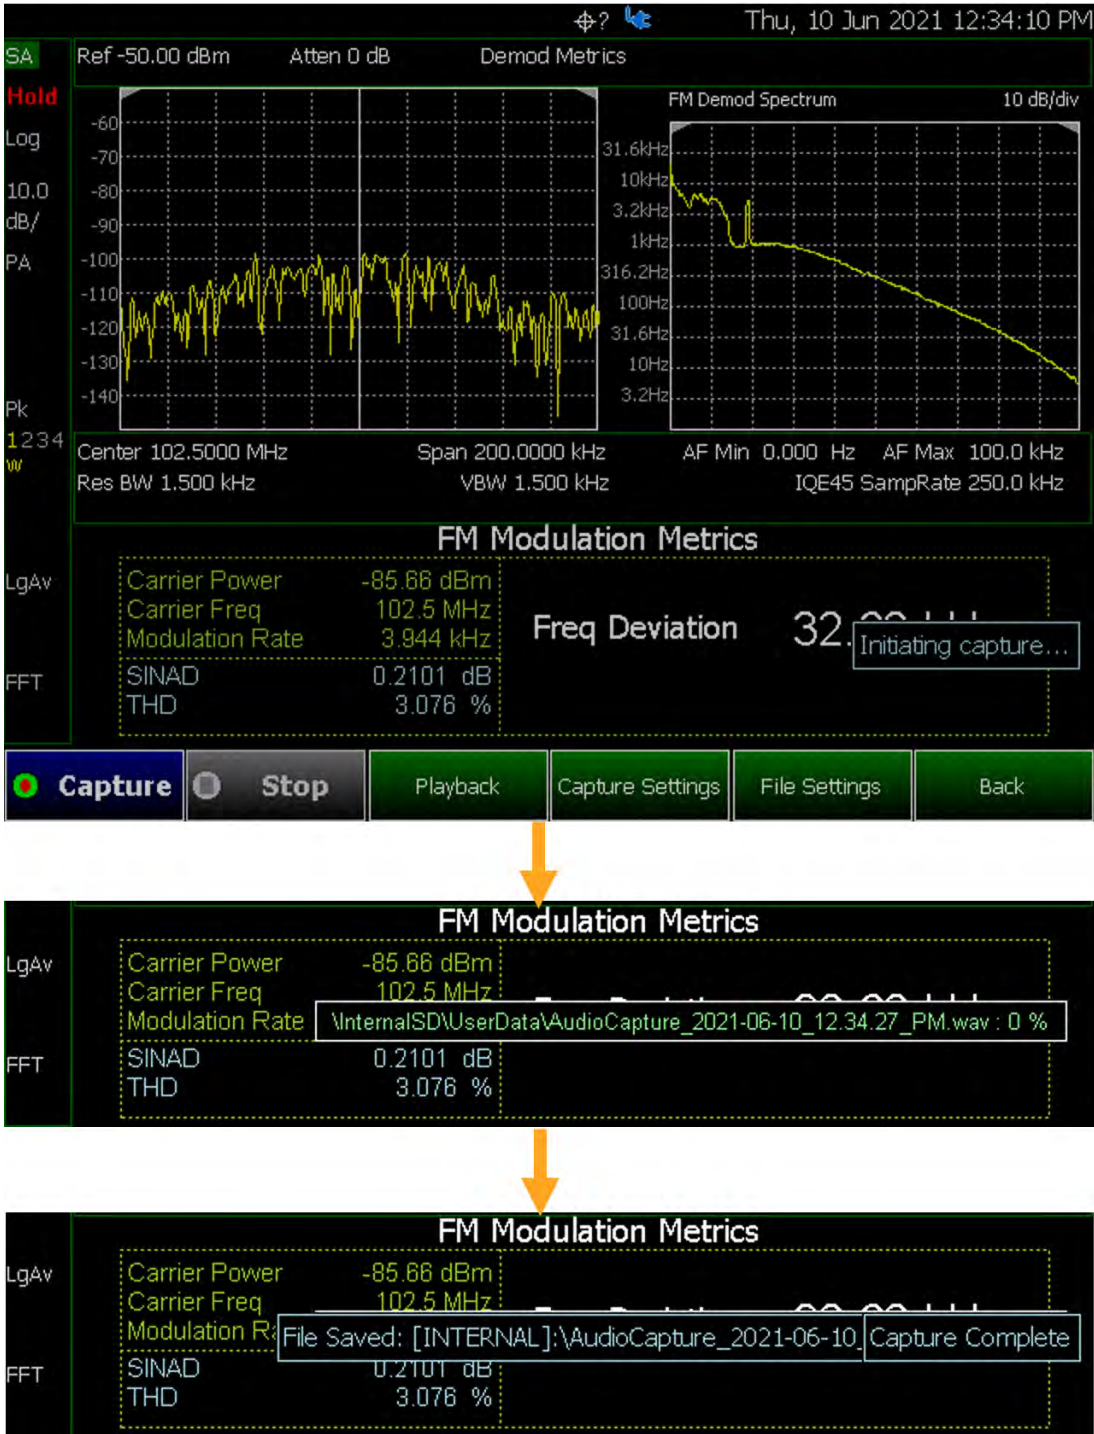 Thu, 10 Jun 2021 12:34:10 PM
SA
Ref -50.00 dBm Atten 0 dB Demod Metrics
Hold
Log
10.0
dB/
PA
Pk
1234
W
LgAv
FFT
-60
-70
-80
-90
-100
-110
-120
-130
-140
FM Demod Spectrum 10 dB/div
31.6kHz
10kHz
3.2kHz
1kHz
316.2Hz
100Hz
31.6Hz
10Hz
3.2Hz
Center 102.5000 MHz Span 200.0000 kHz AF Min 0.000 Hz AF Max 100.0 kHz
Res BW 1.500 kHz VBW 1.500 kHz IQE45 SampRate 250.0 kHz
FM Modulation Metrics
Carrier Power -85.66 dBm
Carrier Freq 102.5 MHz
Modulation Rate 3.944 kHz
SINAD 0.2101 dB
THD 3.076 %
Freq Deviation 32.
Initiating capture...
Capture Stop Playback Capture Settings File Settings Back
FM Modulation Metrics
LgAv
Carrier Power -85.66 dBm
Carrier Freq 102.5 MHz
Modulation Rate
\InternalSD\UserData\AudioCapture_2021-06-10_12.34.27_PM.wav : 0 %
FFT
SINAD 0.2101 dB
THD 3.076 %
FM Modulation Metrics
LgAv
Carrier Power -85.66 dBm
Carrier Freq 102.5 MHz
Modulation
File Saved: [INTERNAL]:\AudioCapture_2021-06-10_ Capture Complete
FFT
SINAD 0.2101 dB
THD 3.076 %